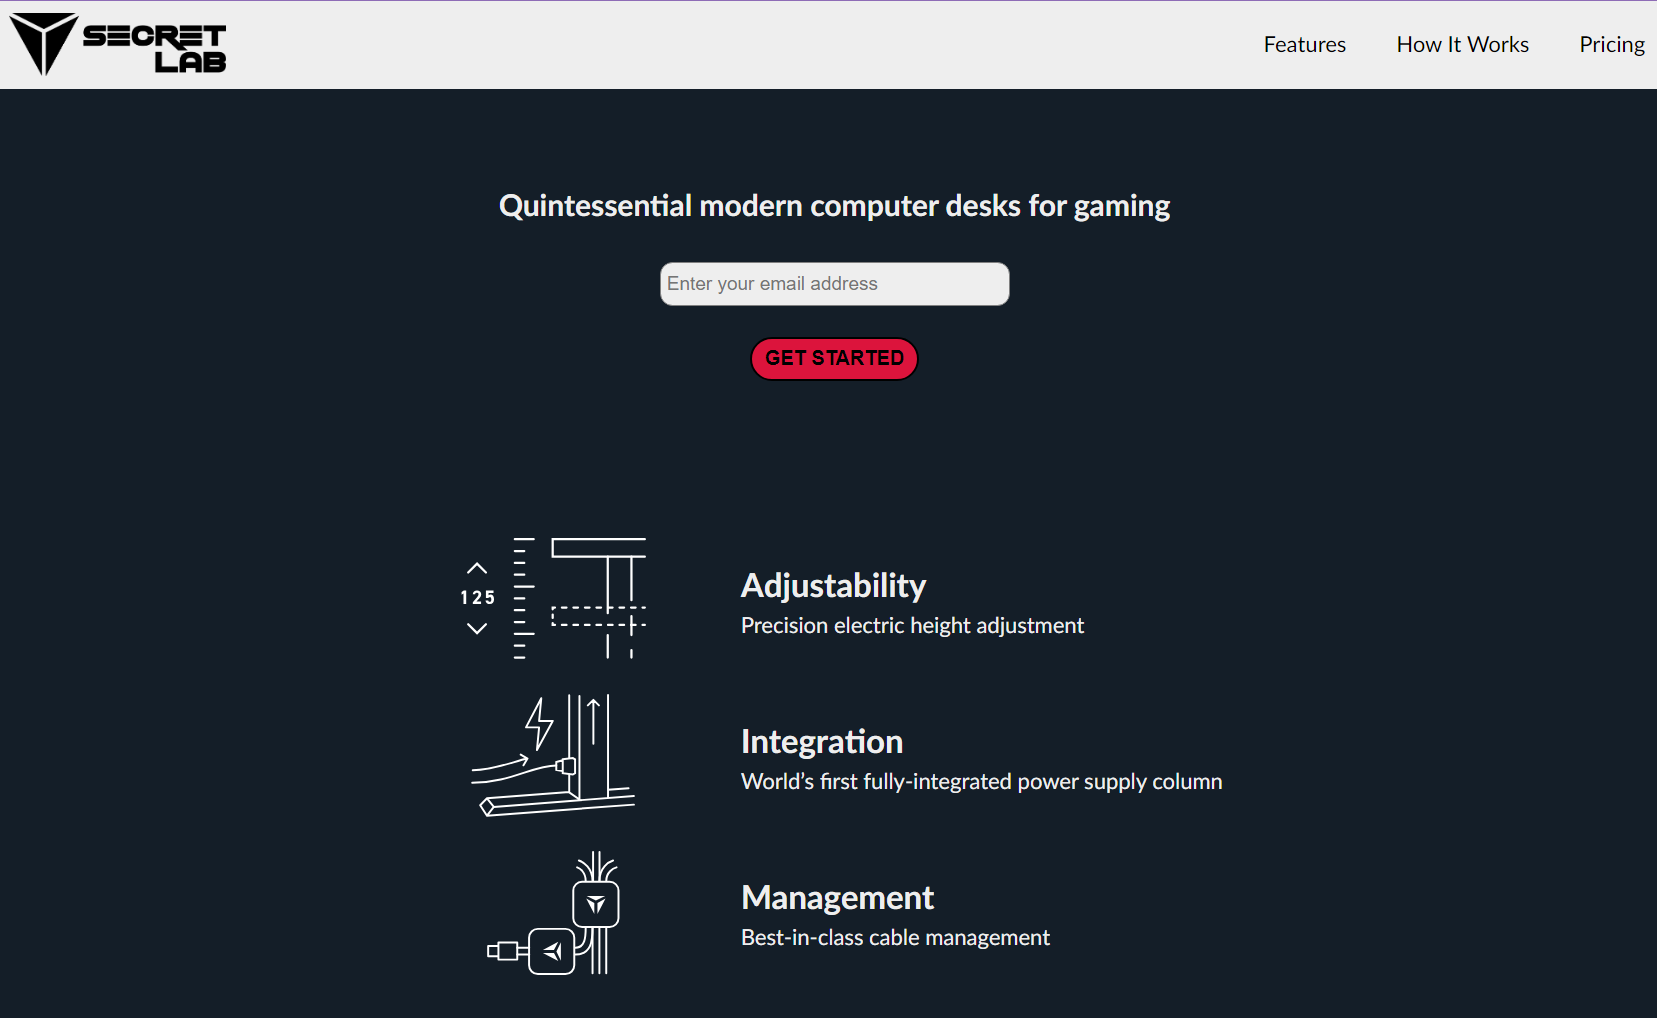 SECRET
LAB
Features How It Works Pricing
Quintessential modern computer desks for gaming
Enter your email address
GET STARTED
125
Adjustability
Precision electric height adjustment
Integration
World’s first fully-integrated power supply column
Management
Best-in-class cable management